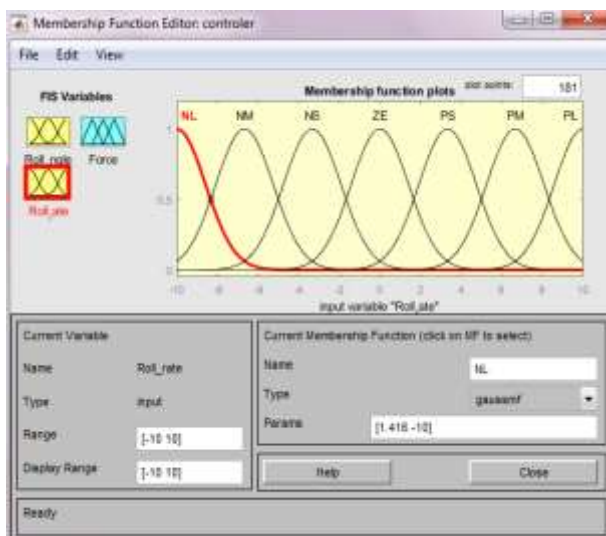 Membership Function Editor: controler
File Edit View
FIS Variables
Membership function plots
plot points:
181
NL NM NS ZE PS PM PL
Force
1
0.5
0
-10 -8 -6 -4 -2 0 2 4 6 8 10
input variable "Roll_rate"
Current Variable
Name Roll_rate
Type input
Range [-10 10]
Display Range [-10 10]
Current Membership Function (click on MF to select)
Name NL
Type gaussmf
Params [1.416 -10]
Help Close
Ready